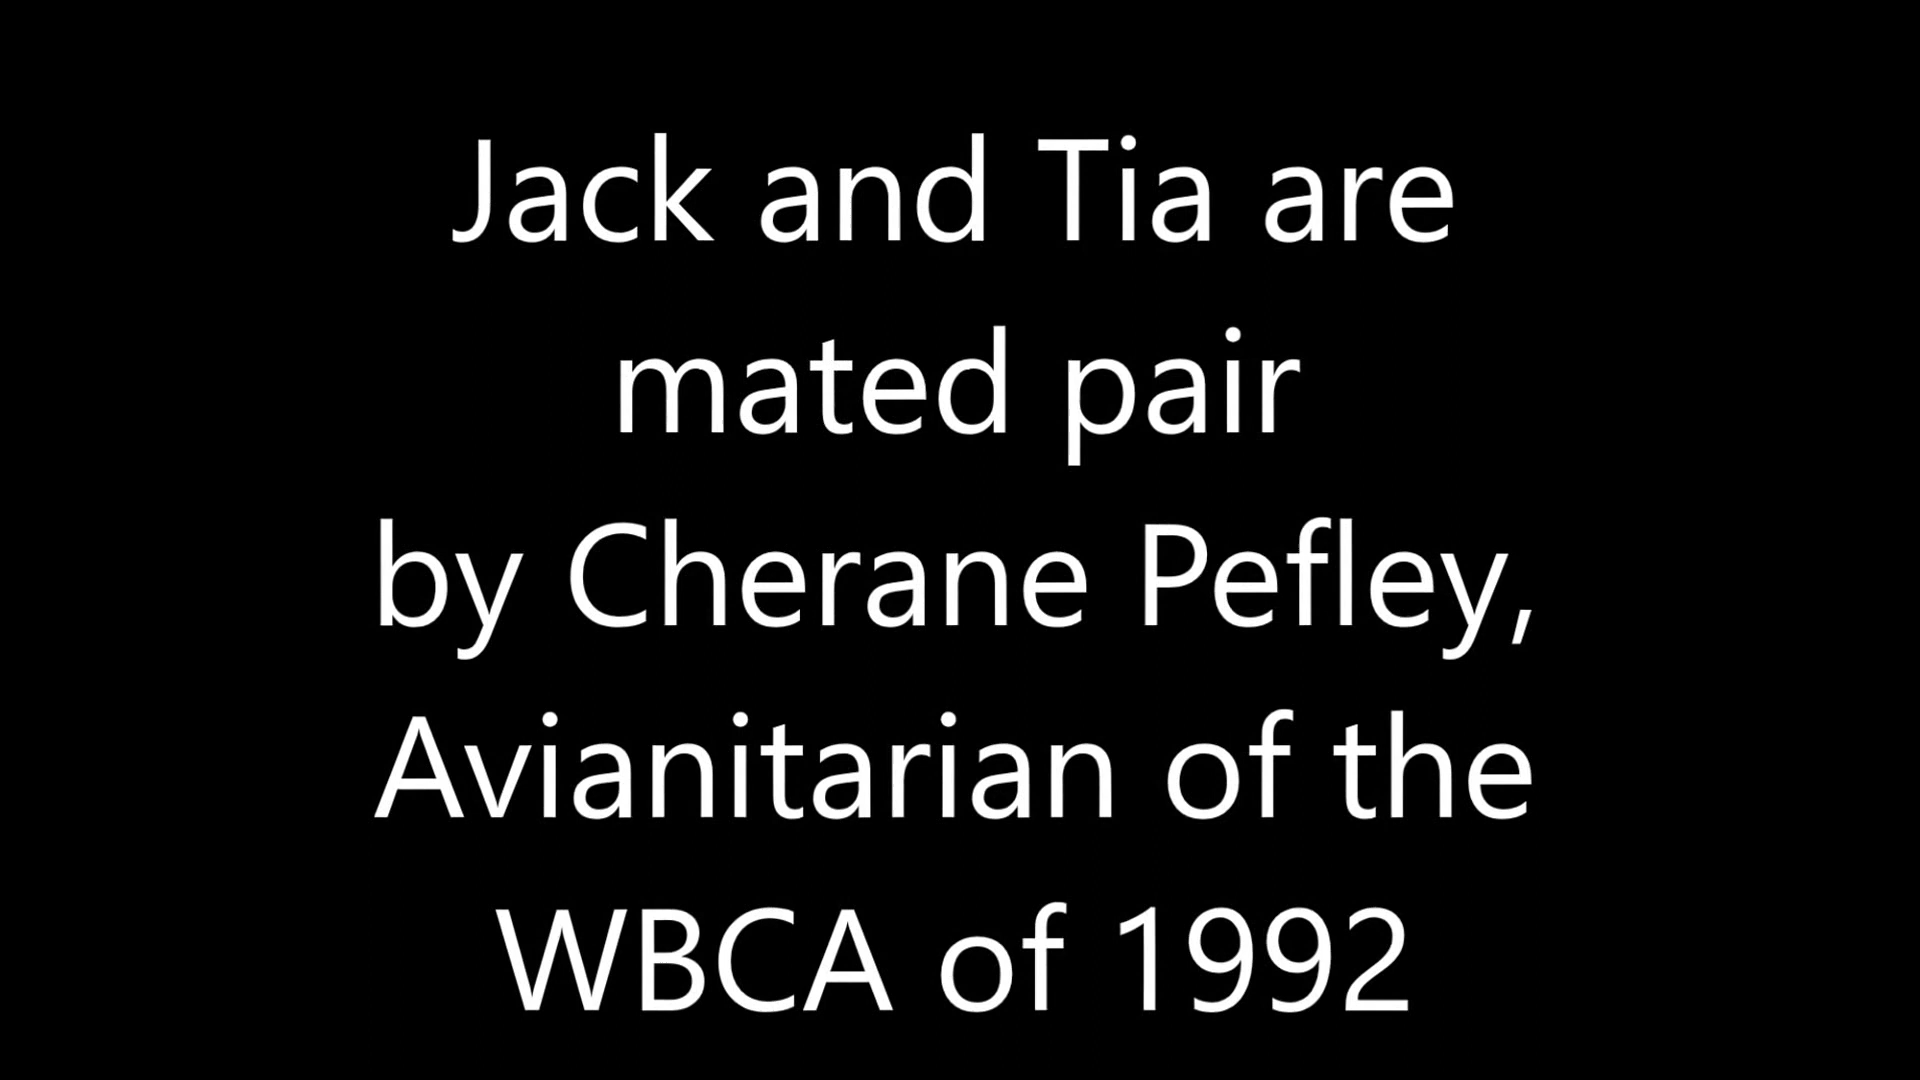 Jack and Tia are
mated pair
by Cherane Pefley,
Avianitarian of the
WBCA of 1992